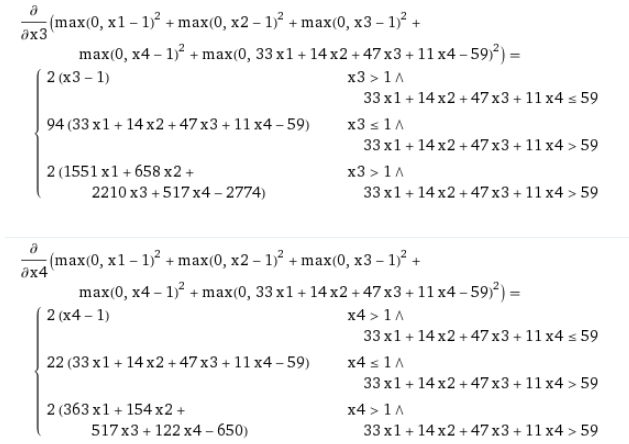 ∂/∂x3 (max(0, x1 − 1)² + max(0, x2 − 1)² + max(0, x3 − 1)² +
max(0, x4 − 1)² + max(0, 33 x1 + 14 x2 + 47 x3 + 11 x4 − 59)²) =
2 (x3 − 1) x3 > 1 ∧
33 x1 + 14 x2 + 47 x3 + 11 x4 ≤ 59
94 (33 x1 + 14 x2 + 47 x3 + 11 x4 − 59) x3 ≤ 1 ∧
33 x1 + 14 x2 + 47 x3 + 11 x4 > 59
2 (1551 x1 + 658 x2 + x3 > 1 ∧
2210 x3 + 517 x4 − 2774) 33 x1 + 14 x2 + 47 x3 + 11 x4 > 59
∂/∂x4 (max(0, x1 − 1)² + max(0, x2 − 1)² + max(0, x3 − 1)² +
max(0, x4 − 1)² + max(0, 33 x1 + 14 x2 + 47 x3 + 11 x4 − 59)²) =
2 (x4 − 1) x4 > 1 ∧
33 x1 + 14 x2 + 47 x3 + 11 x4 ≤ 59
22 (33 x1 + 14 x2 + 47 x3 + 11 x4 − 59) x4 ≤ 1 ∧
33 x1 + 14 x2 + 47 x3 + 11 x4 > 59
2 (363 x1 + 154 x2 + x4 > 1 ∧
517 x3 + 122 x4 − 650) 33 x1 + 14 x2 + 47 x3 + 11 x4 > 59